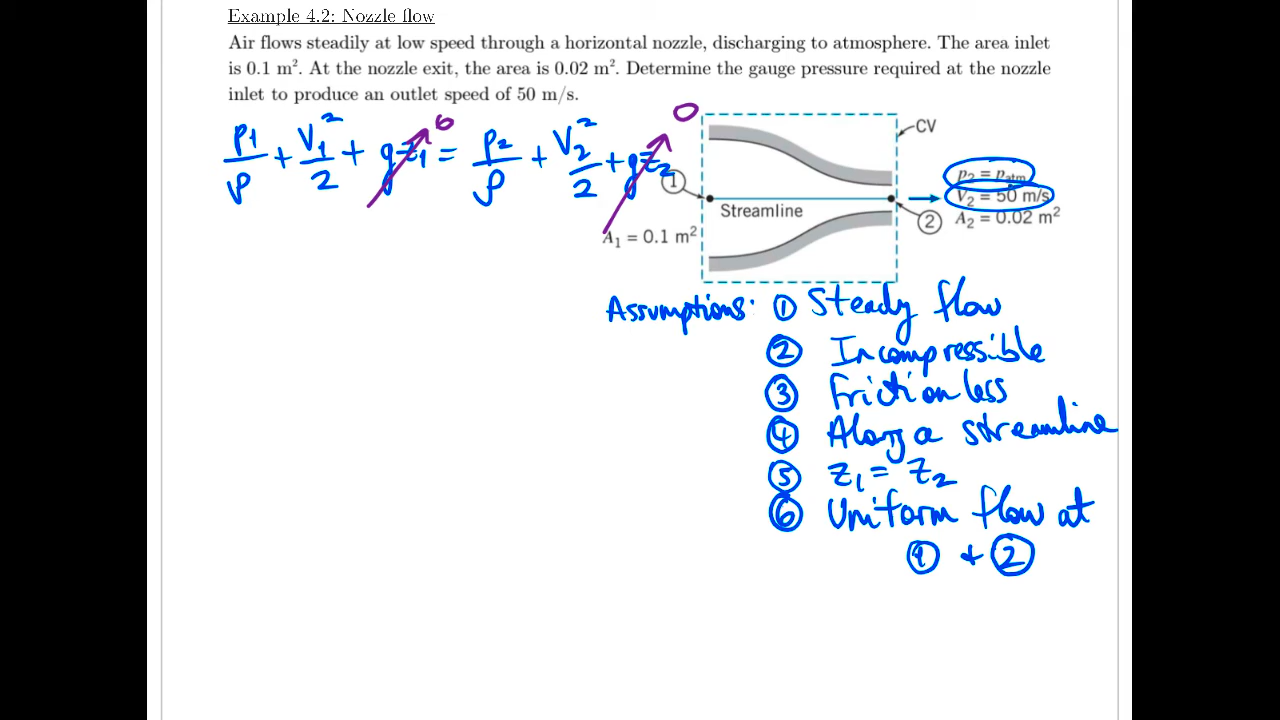 Example 4.2: Nozzle flow
Air flows steadily at low speed through a horizontal nozzle, discharging to atmosphere. The area inlet
is 0.1 m². At the nozzle exit, the area is 0.02 m². Determine the gauge pressure required at the nozzle
inlet to produce an outlet speed of 50 m/s.
p1/ρ + V1²/2 + gz1 = p2/ρ + V2²/2 + gz2
0
0
CV
p2 = patm
V2 = 50 m/s
A2 = 0.02 m²
1
Streamline
2
A1 = 0.1 m²
Assumptions: ① Steady flow
② Incompressible
③ Frictionless
④ Along a streamline
⑤ z1 = z2
⑥ Uniform flow at
① + ②